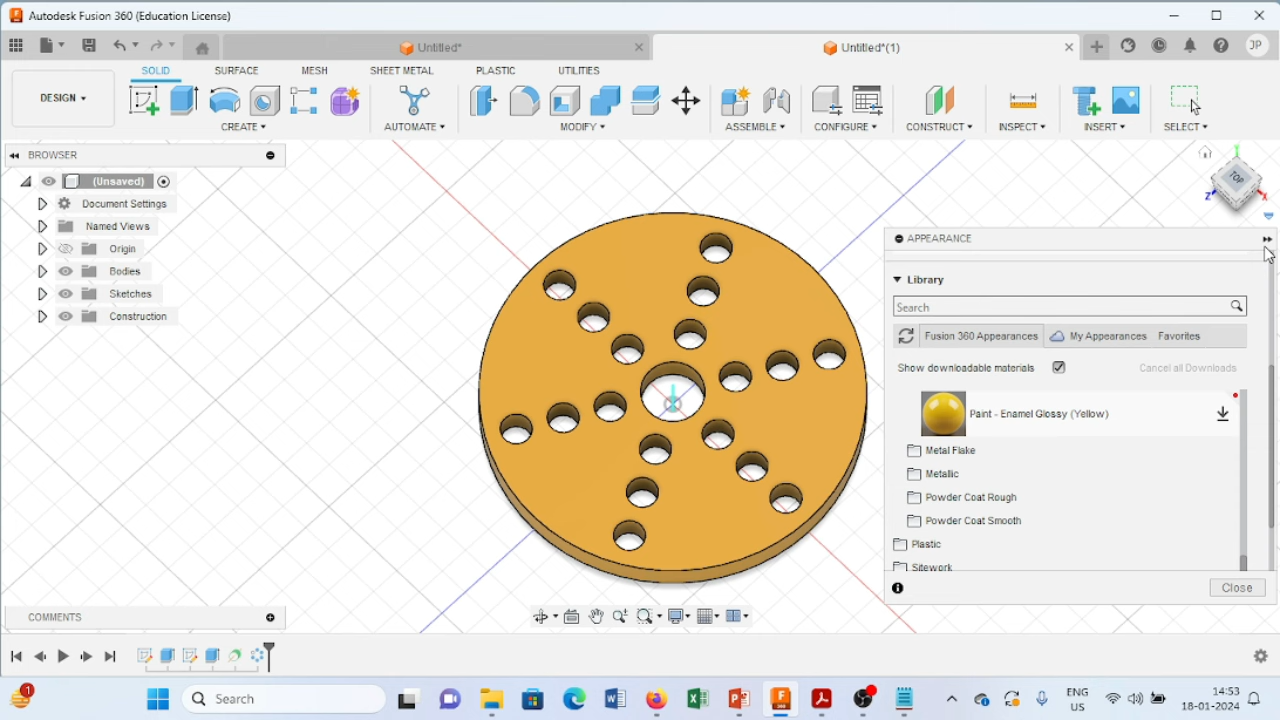 Autodesk Fusion 360 (Education License)
Untitled*
Untitled*(1)
JP
SOLID
SURFACE
MESH
SHEET METAL
PLASTIC
UTILITIES
DESIGN
CREATE
AUTOMATE
MODIFY
ASSEMBLE
CONFIGURE
CONSTRUCT
INSPECT
INSERT
SELECT
BROWSER
(Unsaved)
Document Settings
Named Views
Origin
Bodies
Sketches
Construction
TOP
Y
Z
X
APPEARANCE
Library
Search
Fusion 360 Appearances
My Appearances
Favorites
Show downloadable materials
Cancel all Downloads
Paint - Enamel Glossy (Yellow)
Metal Flake
Metallic
Powder Coat Rough
Powder Coat Smooth
Plastic
Sitework
Close
COMMENTS
1
Search
ENG
US
14:53
18-01-2024